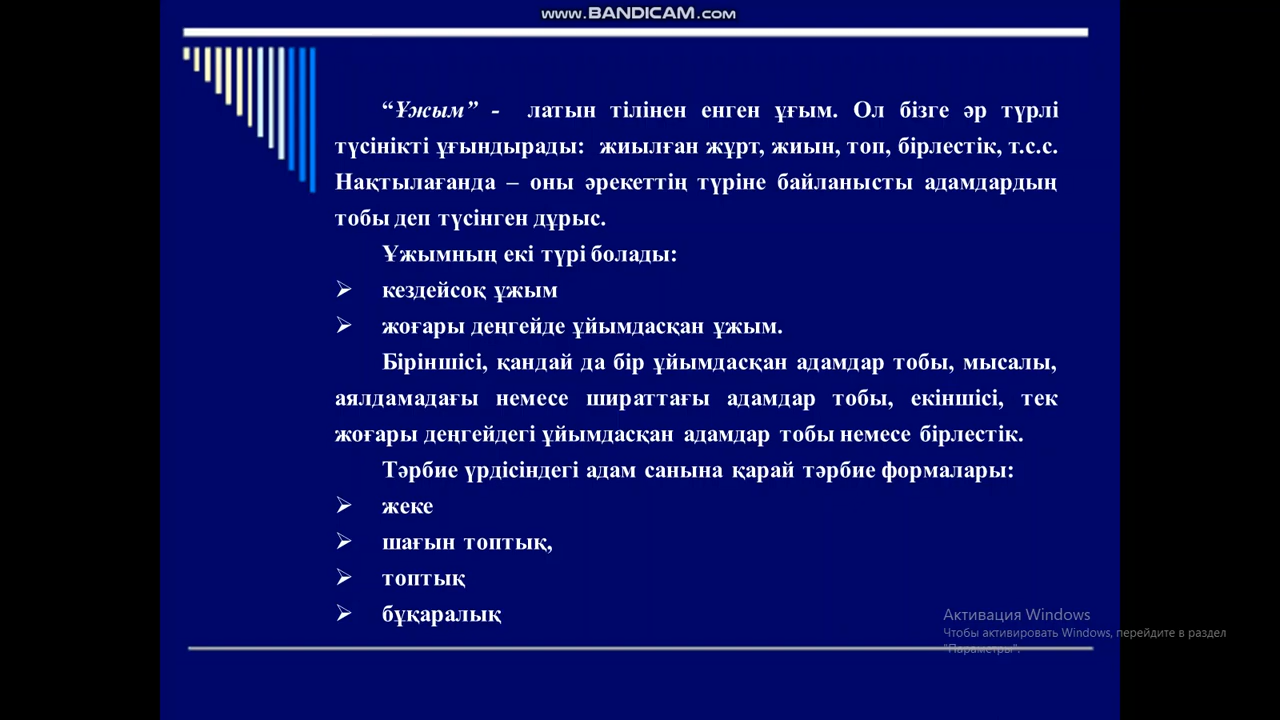 www.BANDICAM.com
“Ұжым” - латын тілінен енген ұғым. Ол бізге әр түрлі
түсінікті ұғындырады: жиылған жұрт, жиын, топ, бірлестік, т.с.с.
Нақтылағанда – оны әрекеттің түріне байланысты адамдардың
тобы деп түсінген дұрыс.
Ұжымның екі түрі болады:
кездейсоқ ұжым
жоғары деңгейде ұйымдасқан ұжым.
Біріншісі, қандай да бір ұйымдасқан адамдар тобы, мысалы,
аялдамадағы немесе шираттағы адамдар тобы, екіншісі, тек
жоғары деңгейдегі ұйымдасқан адамдар тобы немесе бірлестік.
Тәрбие үрдісіндегі адам санына қарай тәрбие формалары:
жеке
шағын топтық,
топтық
бұқаралық
Активация Windows
Чтобы активировать Windows, перейдите в раздел
"Параметры".